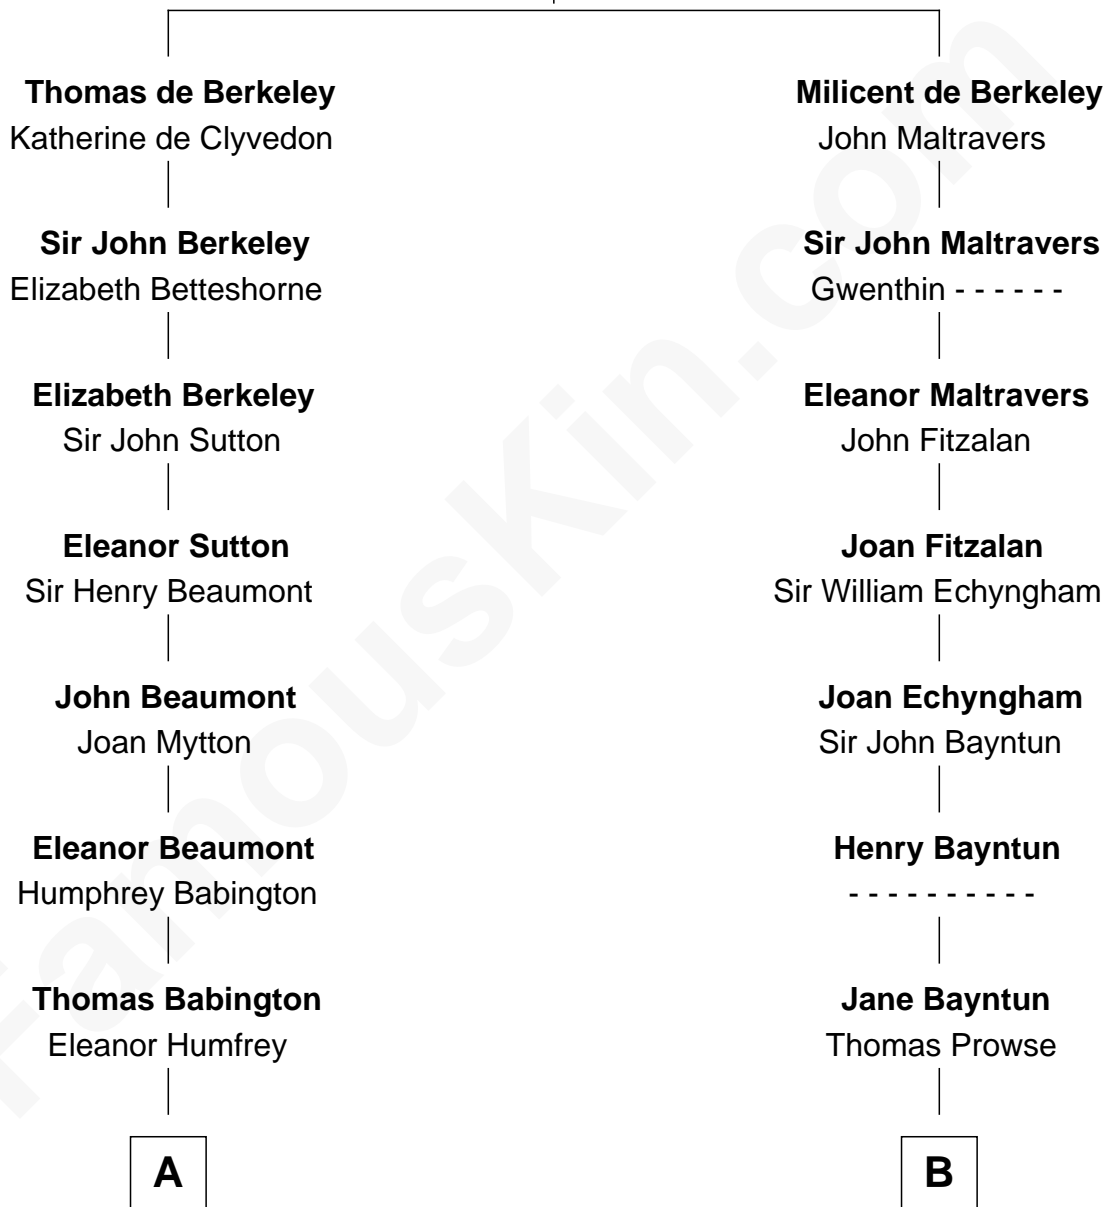 Thomas de Berkeley
Katherine de Clyvedon
Sir John Berkeley
Elizabeth Betteshorne
Elizabeth Berkeley
Sir John Sutton
Eleanor Sutton
Sir Henry Beaumont
John Beaumont
Joan Mytton
Eleanor Beaumont
Humphrey Babington
Thomas Babington
Eleanor Humfrey
A
Milicent de Berkeley
John Maltravers
Sir John Maltravers
Gwenthin - - - - - -
Eleanor Maltravers
John Fitzalan
Joan Fitzalan
Sir William Echyngham
Joan Echyngham
Sir John Bayntun
Henry Bayntun
- - - - - - - - - -
Jane Bayntun
Thomas Prowse
B
FamousKin.com